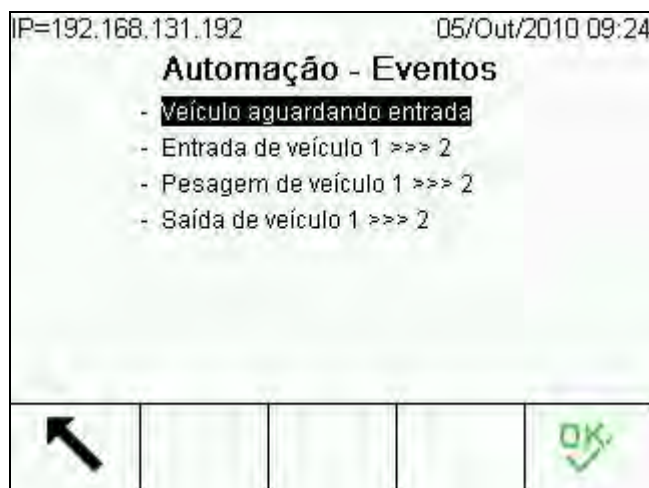 IP=192.168.131.192 05/Out/2010 09:24
Automação - Eventos
- Veículo aguardando entrada
- Entrada de veículo 1 >>> 2
- Pesagem de veículo 1 >>> 2
- Saída de veículo 1 >>> 2
OK